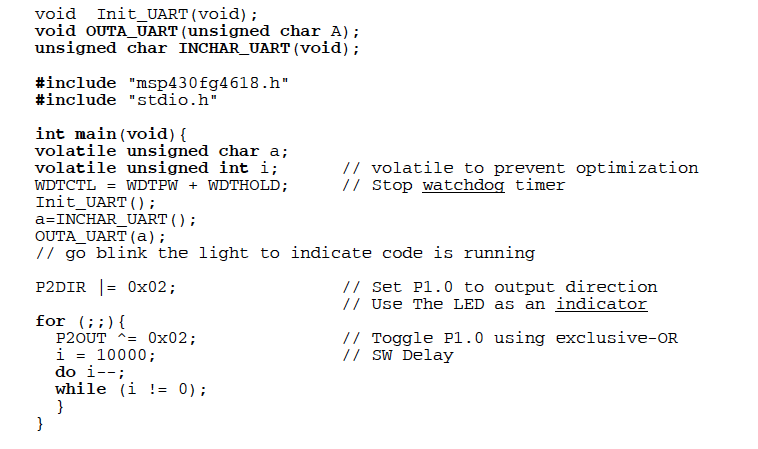 void  Init_UART(void);
void OUTA_UART(unsigned char A);
unsigned char INCHAR_UART(void);

#include "msp430fg4618.h"
#include "stdio.h"

int main(void){
volatile unsigned char a;
volatile unsigned int i;     // volatile to prevent optimization
WDTCTL = WDTPW + WDTHOLD;     // Stop watchdog timer
Init_UART();
a=INCHAR_UART();
OUTA_UART(a);
// go blink the light to indicate code is running

P2DIR |= 0x02;                // Set P1.0 to output direction
                              // Use The LED as an indicator
for (;;){
  P2OUT ^= 0x02;              // Toggle P1.0 using exclusive-OR
  i = 10000;                  // SW Delay
  do i--;
  while (i != 0);
  }
}